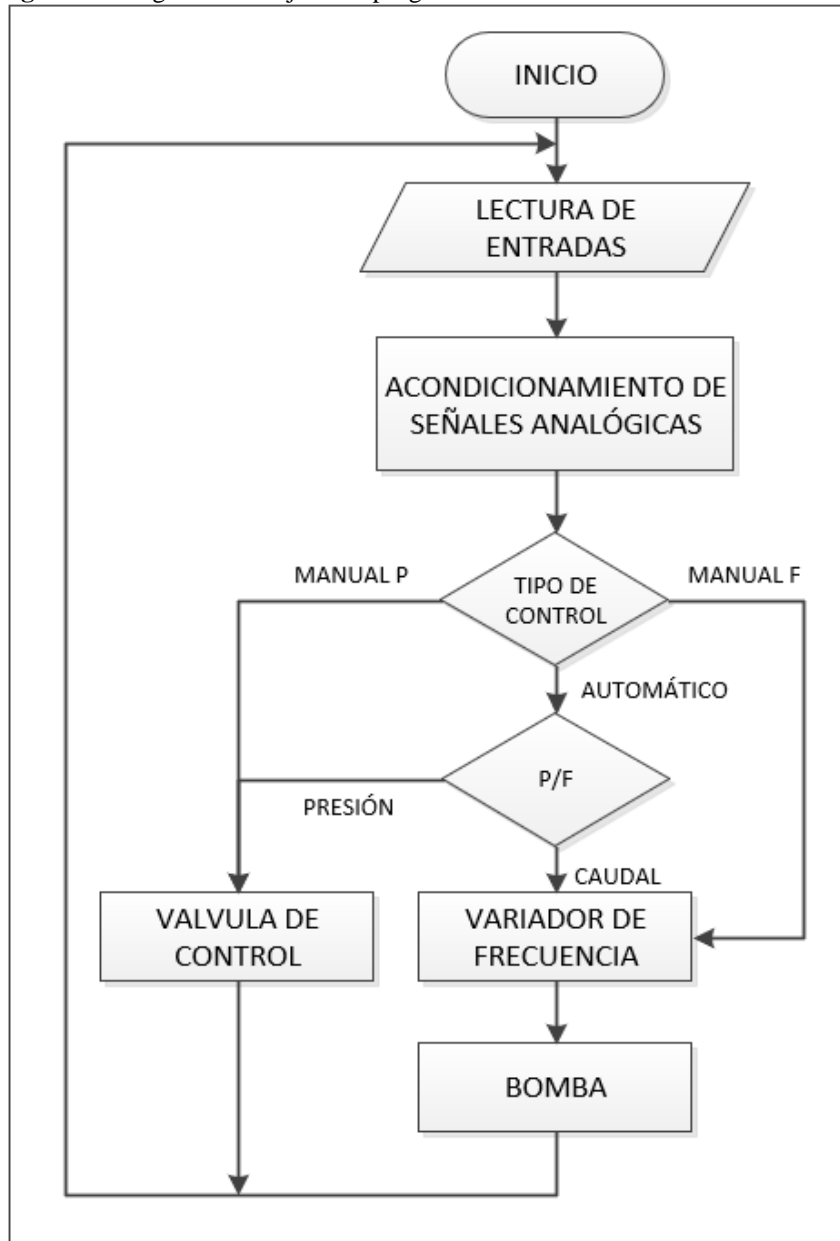 INICIO
LECTURA DE
ENTRADAS
ACONDICIONAMIENTO DE
SEÑALES ANALÓGICAS
MANUAL P
TIPO DE
CONTROL
MANUAL F
AUTOMÁTICO
P/F
PRESIÓN
CAUDAL
VALVULA DE
CONTROL
VARIADOR DE
FRECUENCIA
BOMBA